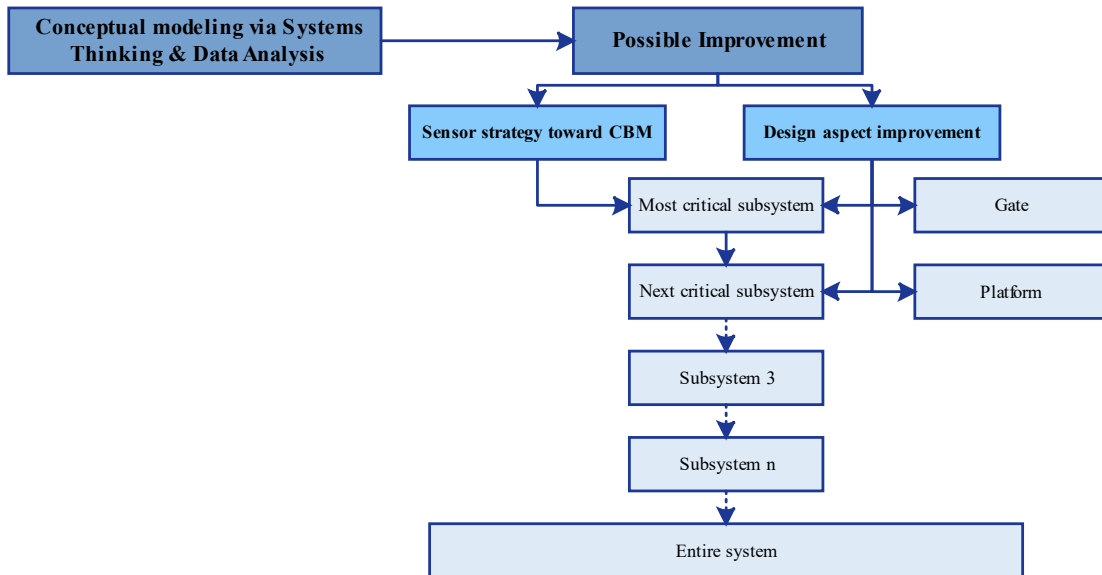 Conceptual modeling via Systems
Thinking & Data Analysis
Possible Improvement
Sensor strategy toward CBM
Design aspect improvement
Most critical subsystem
Gate
Next critical subsystem
Platform
Subsystem 3
Subsystem n
Entire system